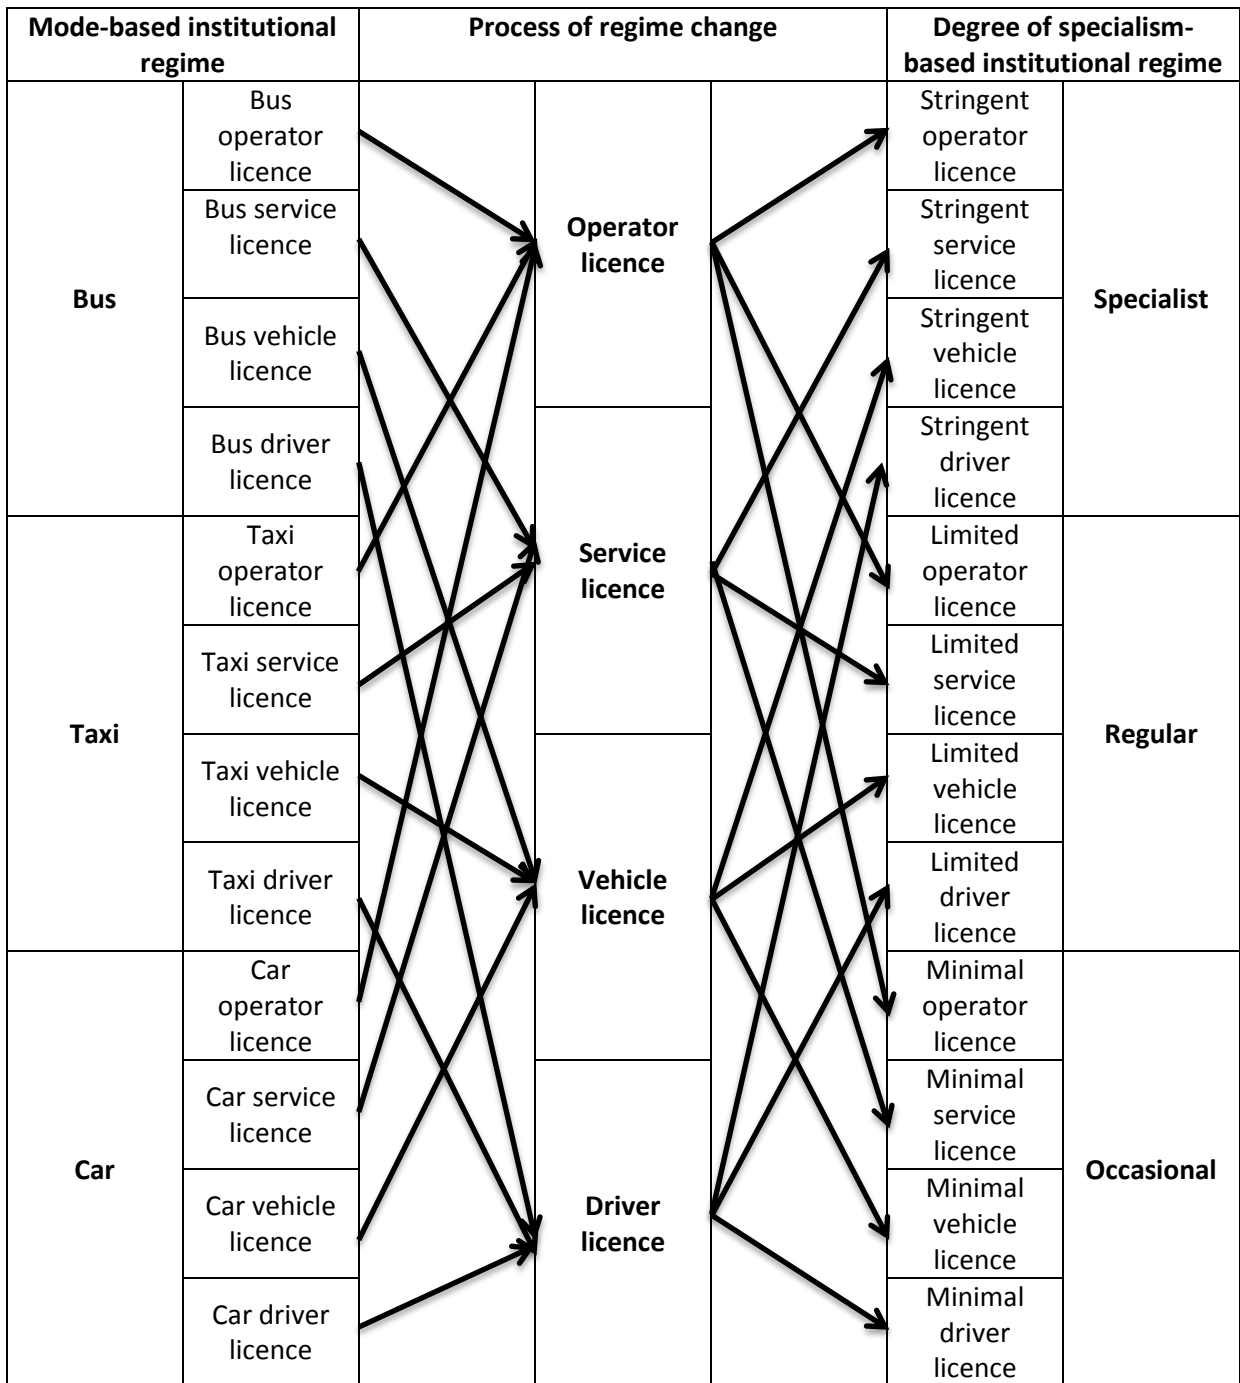 Mode-based institutional
regime
Process of regime change
Degree of specialism-
based institutional regime
Bus
Bus
operator
licence
Bus service
licence
Bus vehicle
licence
Bus driver
licence
Taxi
Taxi
operator
licence
Taxi service
licence
Taxi vehicle
licence
Taxi driver
licence
Car
Car
operator
licence
Car service
licence
Car vehicle
licence
Car driver
licence
Operator
licence
Service
licence
Vehicle
licence
Driver
licence
Stringent
operator
licence
Stringent
service
licence
Stringent
vehicle
licence
Stringent
driver
licence
Specialist
Limited
operator
licence
Limited
service
licence
Limited
vehicle
licence
Limited
driver
licence
Regular
Minimal
operator
licence
Minimal
service
licence
Minimal
vehicle
licence
Minimal
driver
licence
Occasional